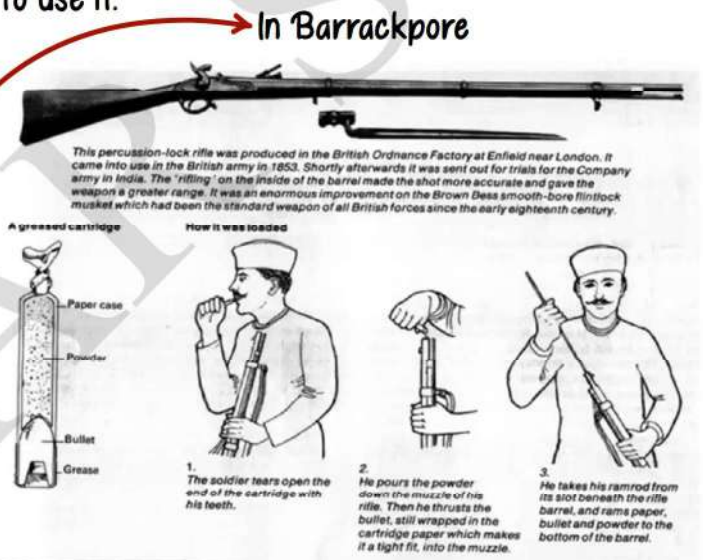 to use it.
In Barrackpore
This percussion-lock rifle was produced in the British Ordnance Factory at Enfield near London. It
came into use in the British army in 1853. Shortly afterwards it was sent out for trials for the Company
army in India. The 'rifling' on the inside of the barrel made the shot more accurate and gave the
weapon a greater range. It was an enormous improvement on the Brown Bess smooth-bore flintlock
musket which had been the standard weapon of all British forces since the early eighteenth century.
A greased cartridge
How it was loaded
Paper case
Powder
Bullet
Grease
1.
The soldier tears open the
end of the cartridge with
his teeth.
2.
He pours the powder
down the muzzle of his
rifle. Then he thrusts the
bullet, still wrapped in the
cartridge paper which makes
it a tight fit, into the muzzle.
3.
He takes his ramrod from
its slot beneath the rifle
barrel, and rams paper,
bullet and powder to the
bottom of the barrel.